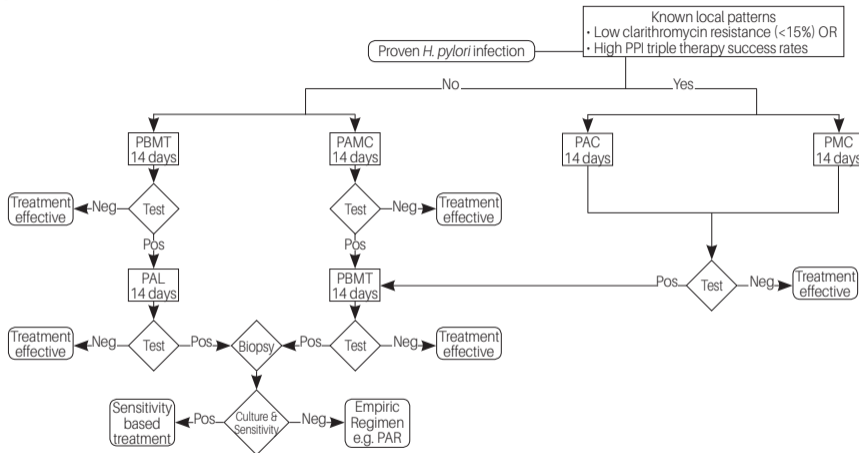 Known local patterns
• Low clarithromycin resistance (<15%) OR
• High PPI triple therapy success rates
Proven H. pylori infection
No
Yes
PBMT
14 days
PAMC
14 days
PAC
14 days
PMC
14 days
Treatment
effective
Neg
Test
Test
Neg
Treatment
effective
Pos
Pos
PAL
14 days
PBMT
14 days
Pos
Test
Neg
Treatment
effective
Treatment
effective
Neg
Test
Pos
Biopsy
Pos
Test
Neg
Treatment
effective
Sensitivity
based
treatment
Pos
Culture &
Sensitivity
Neg
Empiric
Regimen
e.g. PAR